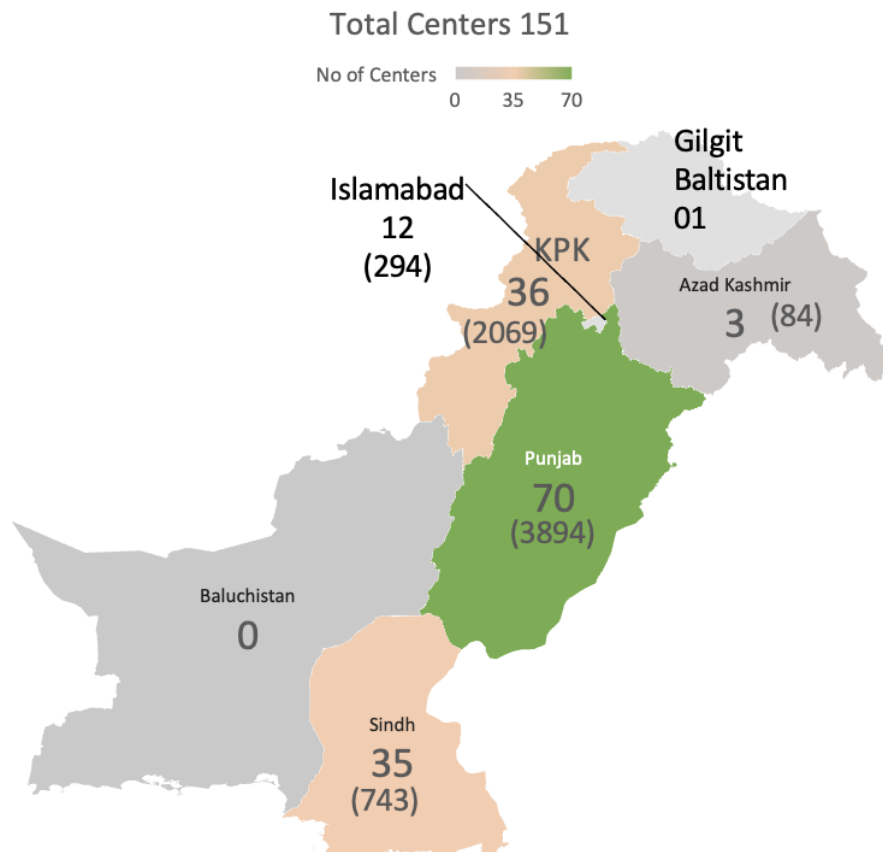 Total Centers 151
No of Centers
0 35 70
Gilgit
Baltistan
01
Islamabad
12
(294)
KPK
36
(2069)
Azad Kashmir
3 (84)
Punjab
70
(3894)
Baluchistan
0
Sindh
35
(743)